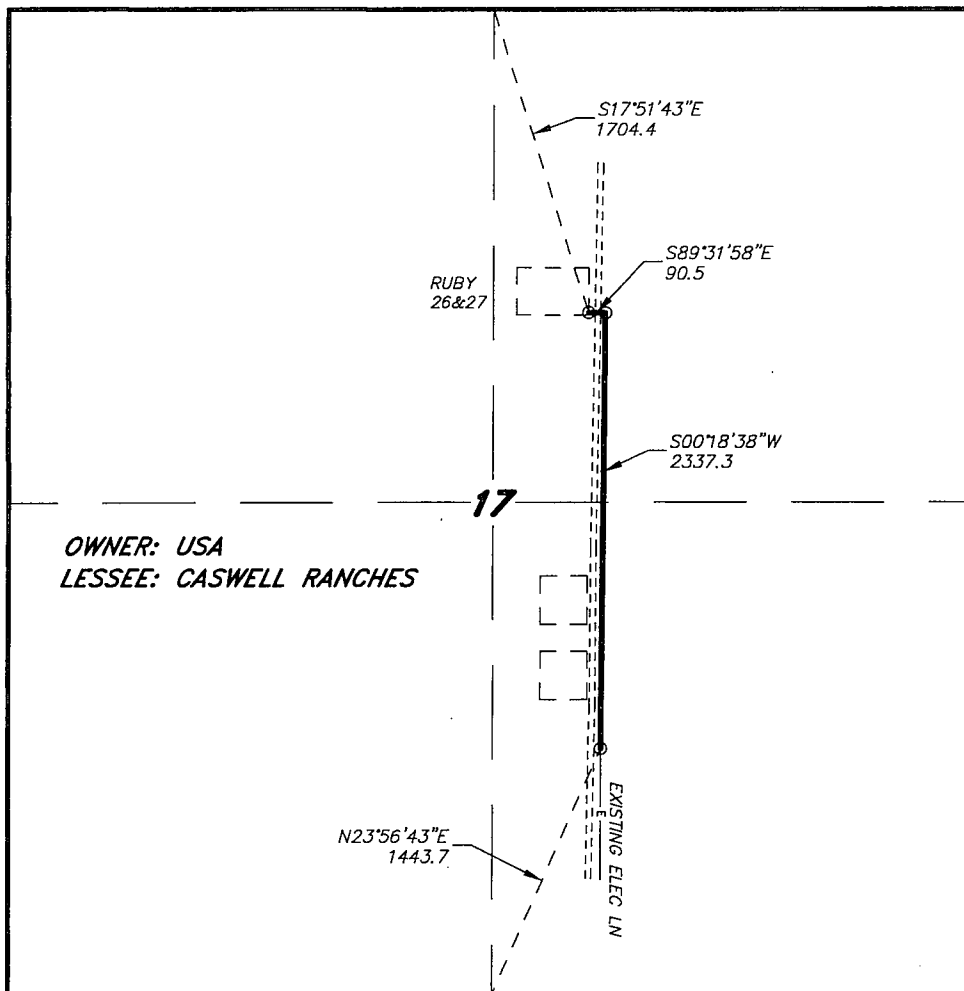 S17°51'43"E
1704.4
S89°31'58"E
90.5
RUBY
26&27
S00°18'38"W
2337.3
17
OWNER: USA
LESSEE: CASWELL RANCHES
N23°56'43"E
1443.7
E
EXISTING ELEC LN